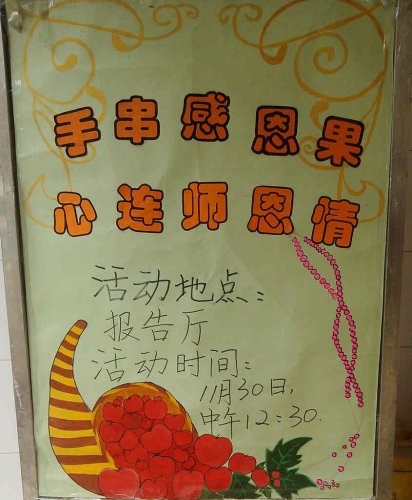 手串感恩果
心连师恩情
活动地点:
报告厅
活动时间:
11月30日,
中午12:30.